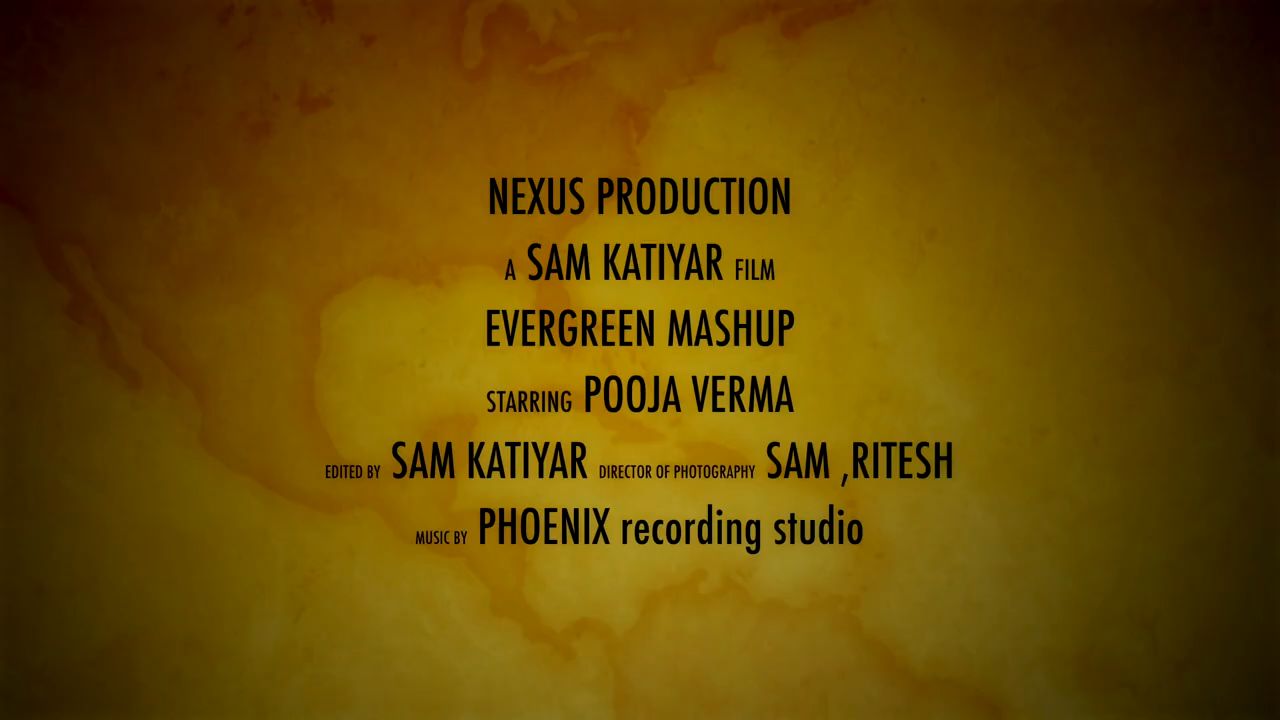 NEXUS PRODUCTION
A SAM KATIYAR FILM
EVERGREEN MASHUP
STARRING POOJA VERMA
EDITED BY SAM KATIYAR DIRECTOR OF PHOTOGRAPHY SAM ,RITESH
MUSIC BY PHOENIX recording studio